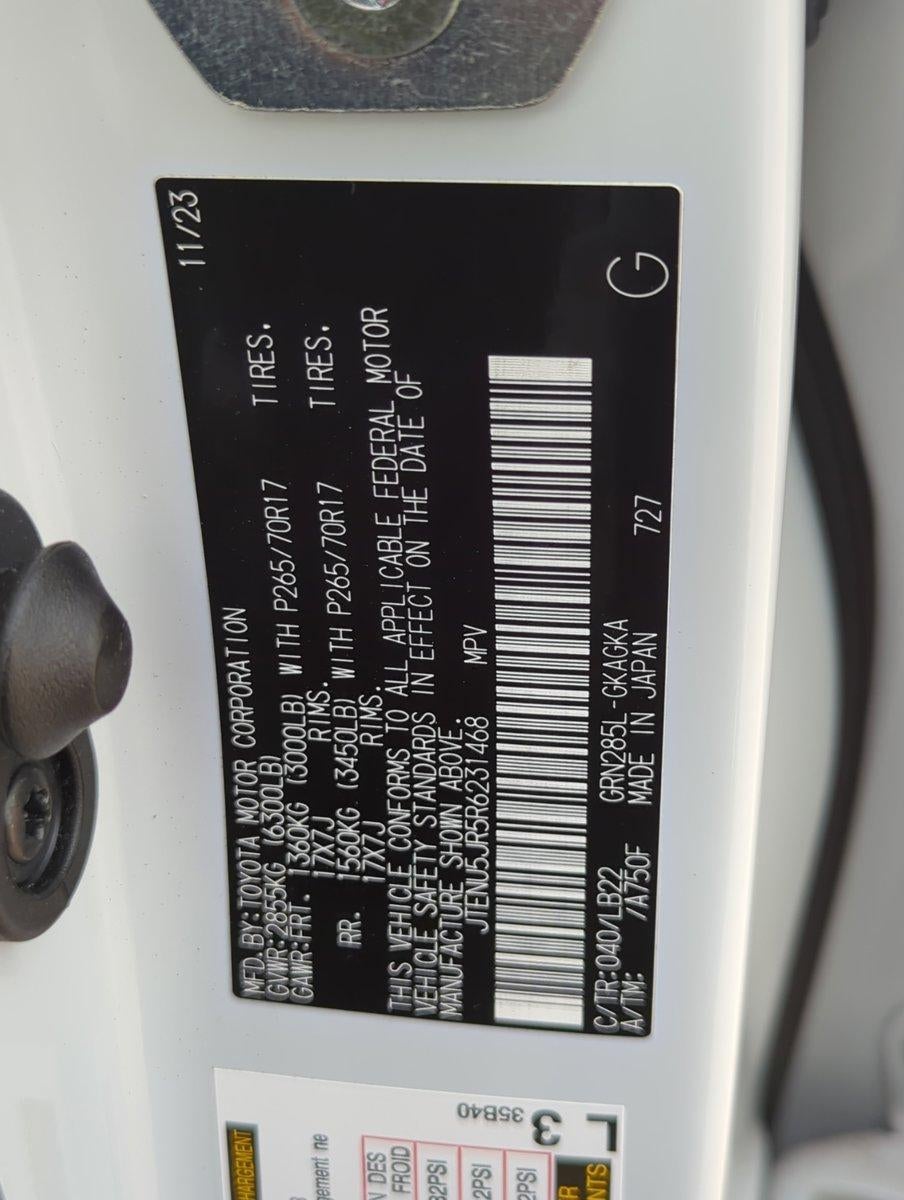 MFD.BY:TOYOTA MOTOR CORPORATION 11/23
GVWR:2855KG (6300LB)
GAWR:FRT. 1360KG (3000LB) WITH P265/70R17 TIRES.
17X7J RIMS.
RR. 1560KG (3450LB) WITH P265/70R17 TIRES.
17X7J RIMS.
THIS VEHICLE CONFORMS TO ALL APPLICABLE FEDERAL MOTOR
VEHICLE SAFETY STANDARDS IN EFFECT ON THE DATE OF
MANUFACTURE SHOWN ABOVE.
JTENU5JR5R6231468 MPV
C/TR:040/LB22 GRN285L-GKAGKA 727
A/TM: /A750F MADE IN JAPAN
G
35B40
3